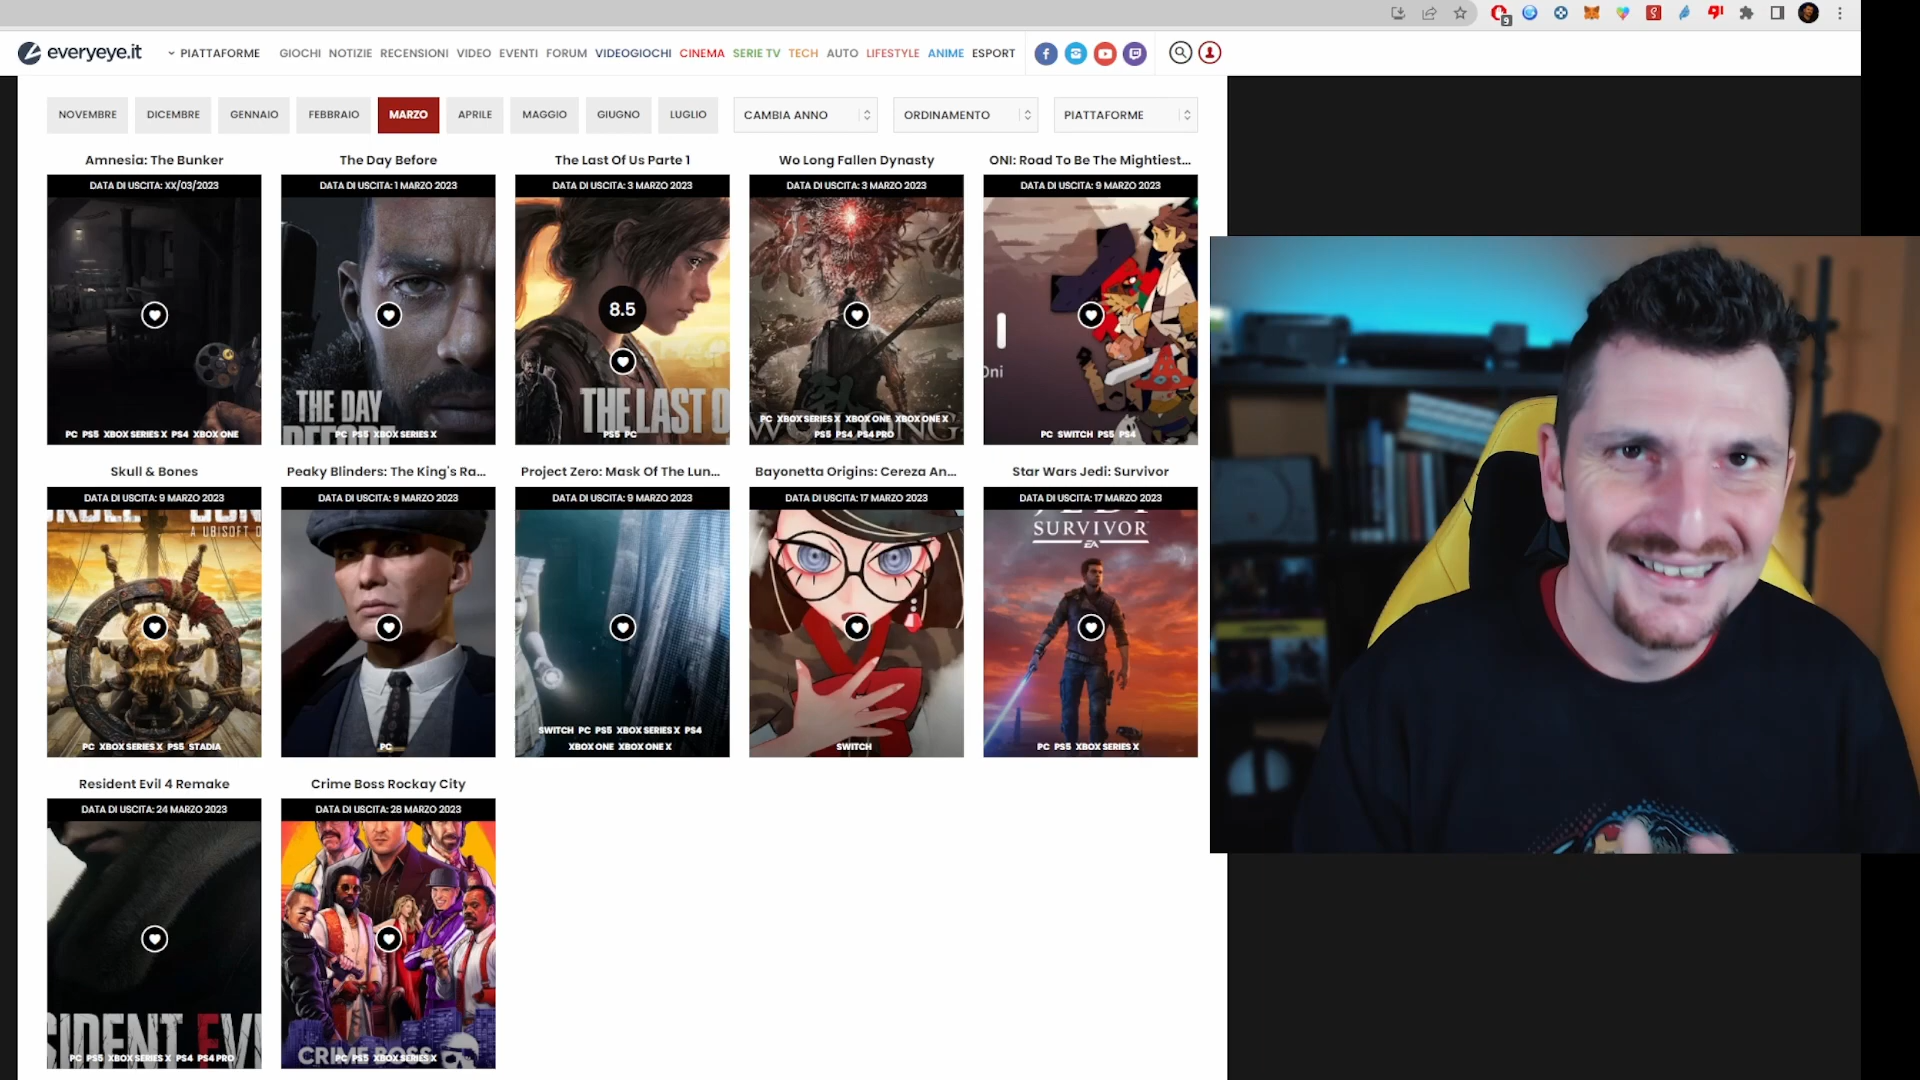 9
everyeye.it
PIATTAFORME
GIOCHI NOTIZIE RECENSIONI VIDEO EVENTI FORUM VIDEOGIOCHI CINEMA SERIE TV TECH AUTO LIFESTYLE ANIME ESPORT
NOVEMBRE DICEMBRE GENNAIO FEBBRAIO MARZO APRILE MAGGIO GIUGNO LUGLIO CAMBIA ANNO ORDINAMENTO PIATTAFORME
Amnesia: The Bunker
DATA DI USCITA: XX/03/2023
PC PS5 XBOX SERIES X PS4 XBOX ONE
The Day Before
DATA DI USCITA: 1 MARZO 2023
THE DAY
PC PS5 XBOX SERIES X
The Last Of Us Parte 1
DATA DI USCITA: 3 MARZO 2023
8.5
THE LAST O
PS5 PC
Wo Long Fallen Dynasty
DATA DI USCITA: 3 MARZO 2023
PC XBOX SERIES X XBOX ONE XBOX ONE X
PS5 PS4 PS4 PRO
ONI: Road To Be The Mightiest...
DATA DI USCITA: 9 MARZO 2023
Oni
PC SWITCH PS5 PS4
Skull & Bones
DATA DI USCITA: 9 MARZO 2023
A UBISOFT O
PC XBOX SERIES X PS5 STADIA
Peaky Blinders: The King's Ra...
DATA DI USCITA: 9 MARZO 2023
PC
Project Zero: Mask Of The Lun...
DATA DI USCITA: 9 MARZO 2023
SWITCH PC PS5 XBOX SERIES X PS4
XBOX ONE XBOX ONE X
Bayonetta Origins: Cereza An...
DATA DI USCITA: 17 MARZO 2023
SWITCH
Star Wars Jedi: Survivor
DATA DI USCITA: 17 MARZO 2023
JEDI
SURVIVOR
EA
PC PS5 XBOX SERIES X
Resident Evil 4 Remake
DATA DI USCITA: 24 MARZO 2023
SIDENT EVI
PC PS5 XBOX SERIES X PS4 PS4 PRO
Crime Boss Rockay City
DATA DI USCITA: 28 MARZO 2023
CRIME BOSS
PC PS5 XBOX SERIES X